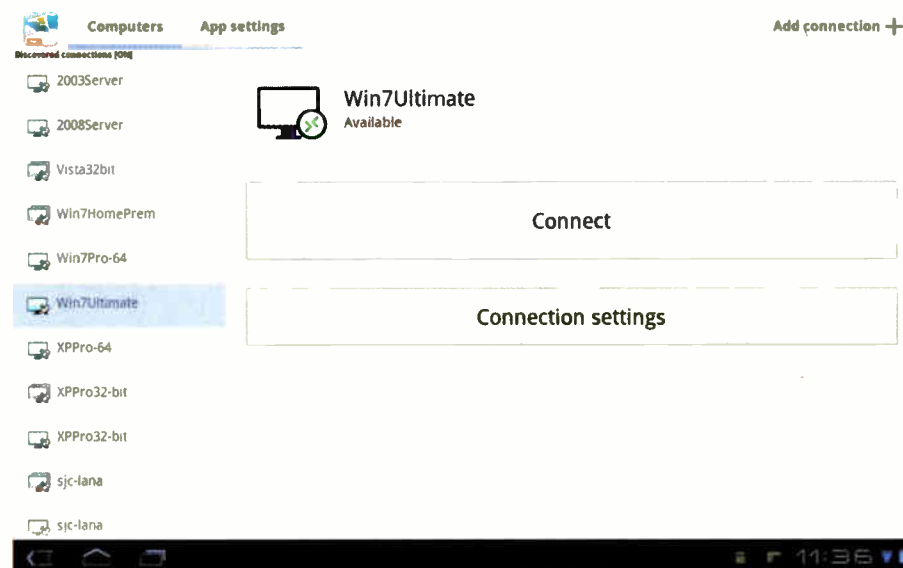 Computers App settings Add connection +
Discovered connections [ON]
2003Server
2008Server
Vista32bit
Win7HomePrem
Win7Pro-64
Win7Ultimate
XPPro-64
XPPro32-bit
XPPro32-bit
sjc-lana
sjc-lana
Win7Ultimate
Available
Connect
Connection settings
11:36